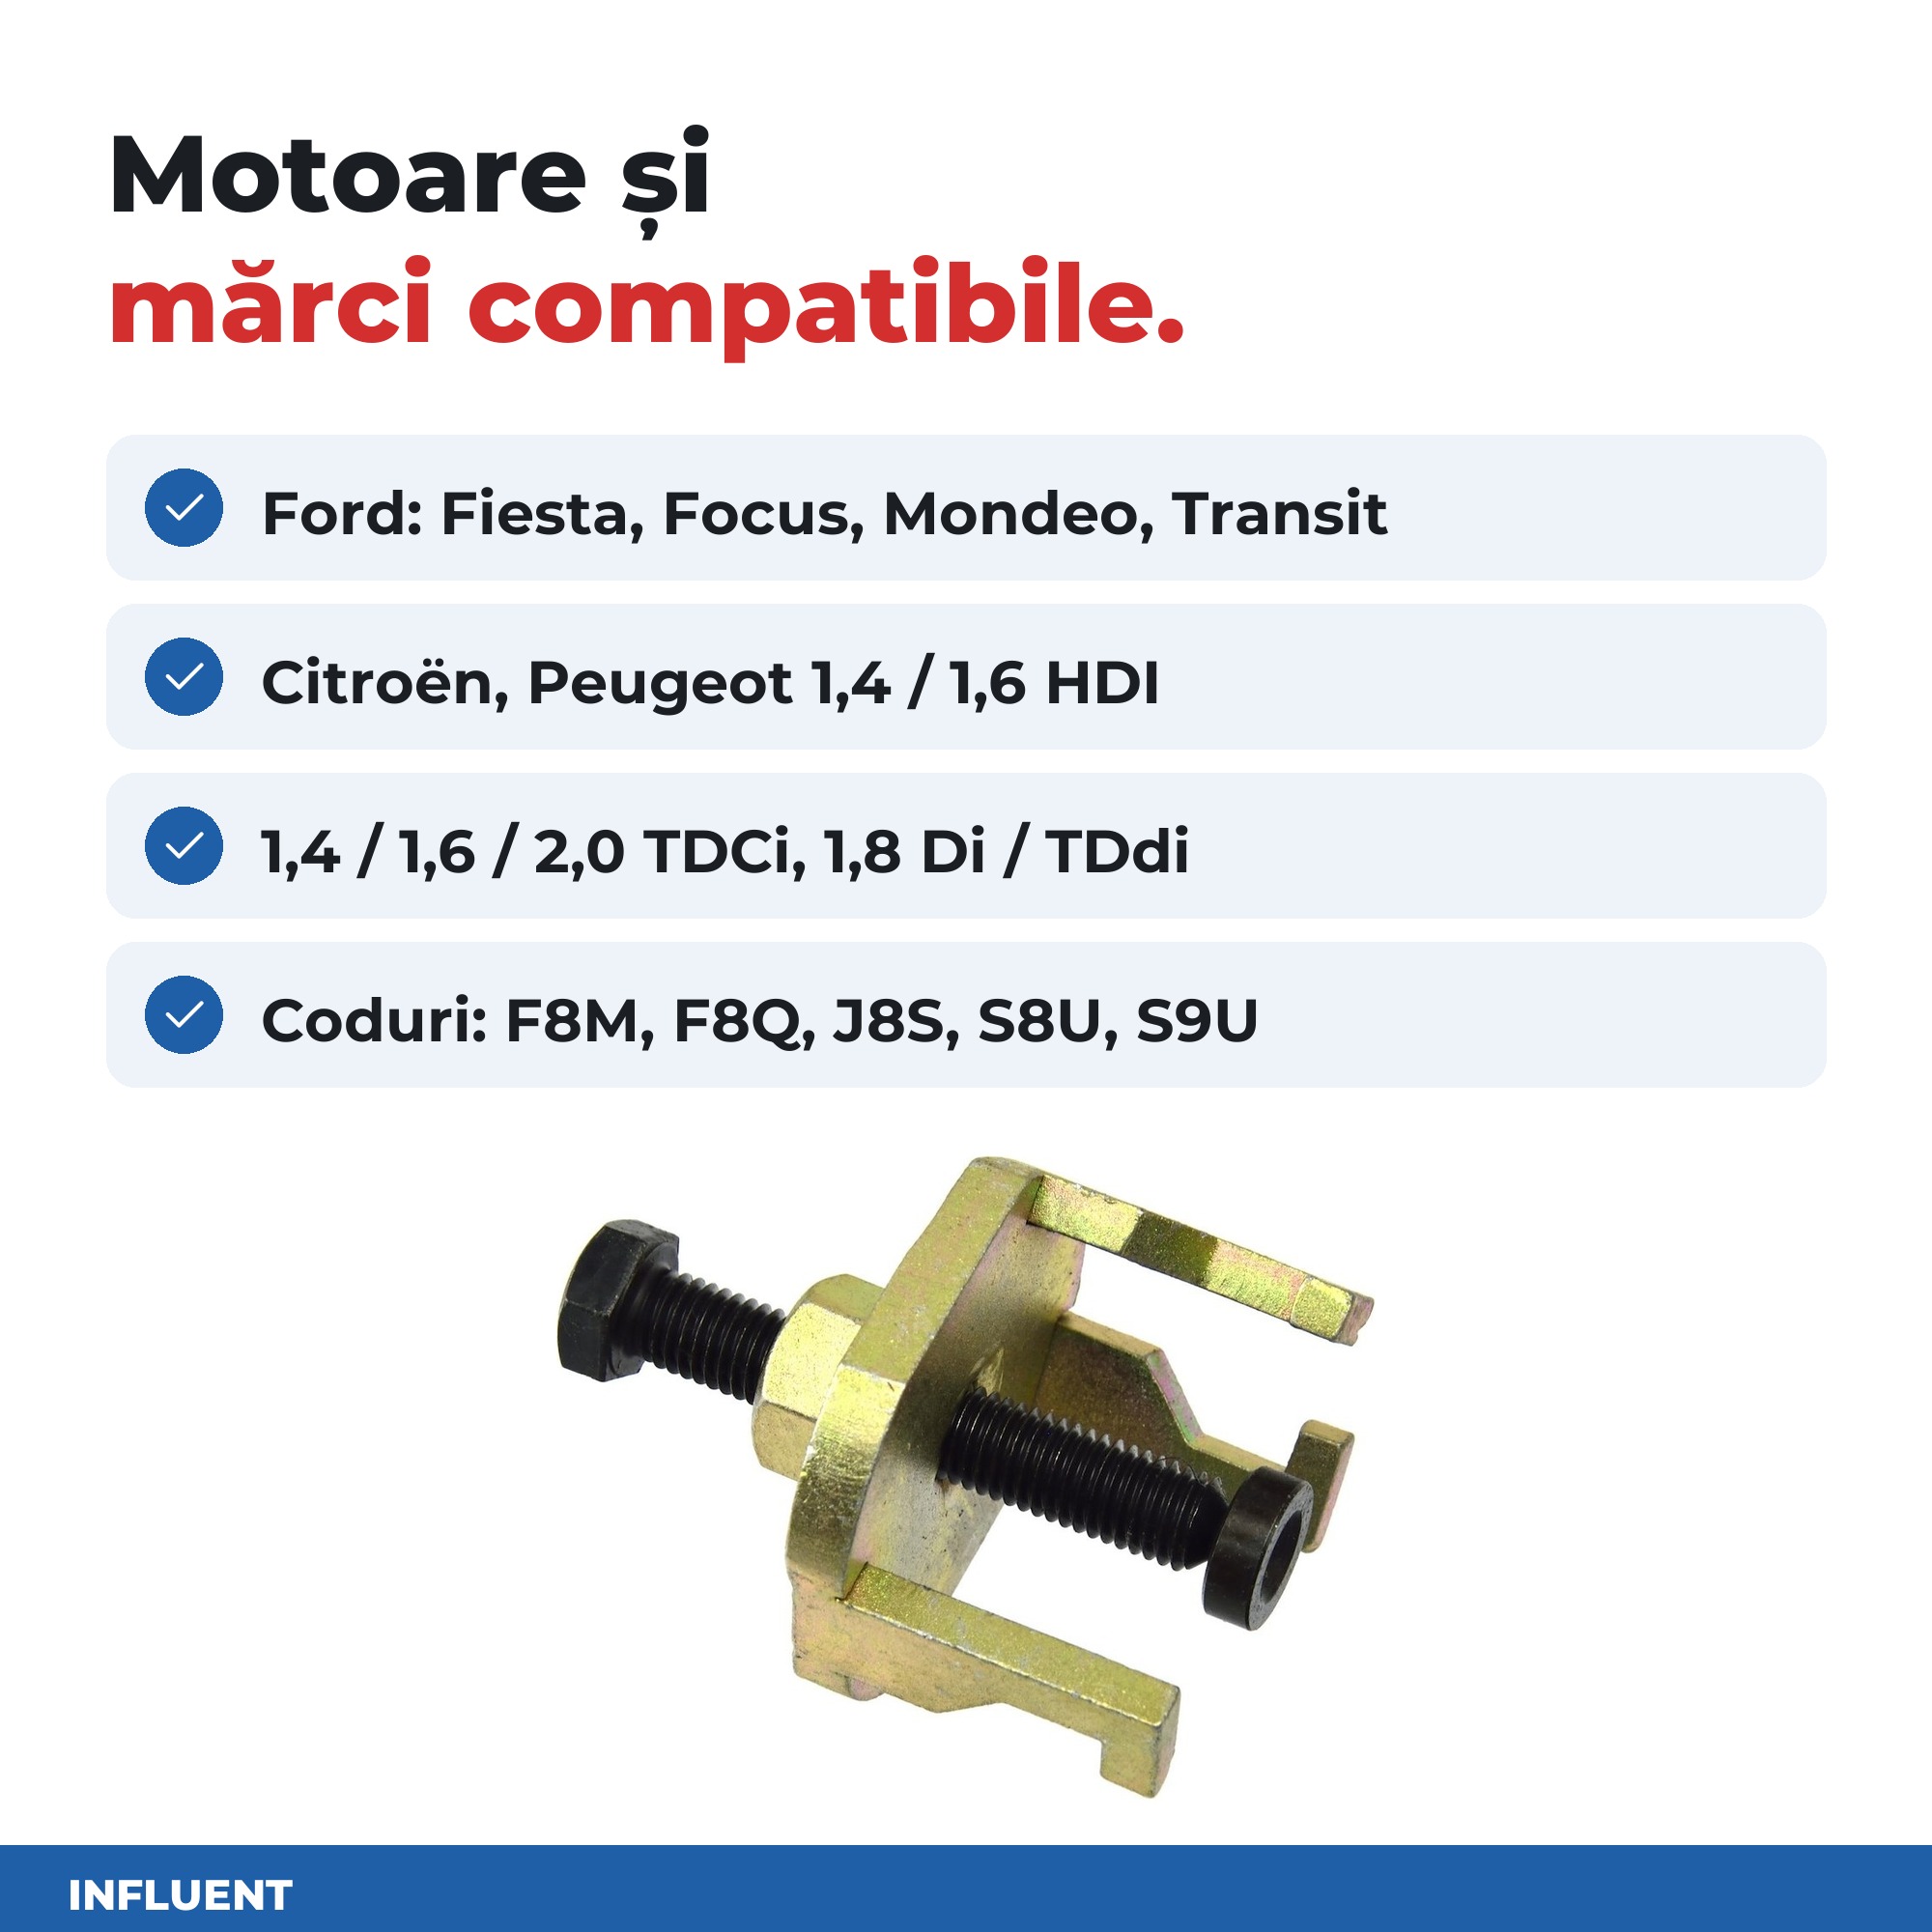 Motoare și
mărci compatibile.
Ford: Fiesta, Focus, Mondeo, Transit
Citroën, Peugeot 1,4 / 1,6 HDI
1,4 / 1,6 / 2,0 TDCi, 1,8 Di / TDdi
Coduri: F8M, F8Q, J8S, S8U, S9U
INFLUENT